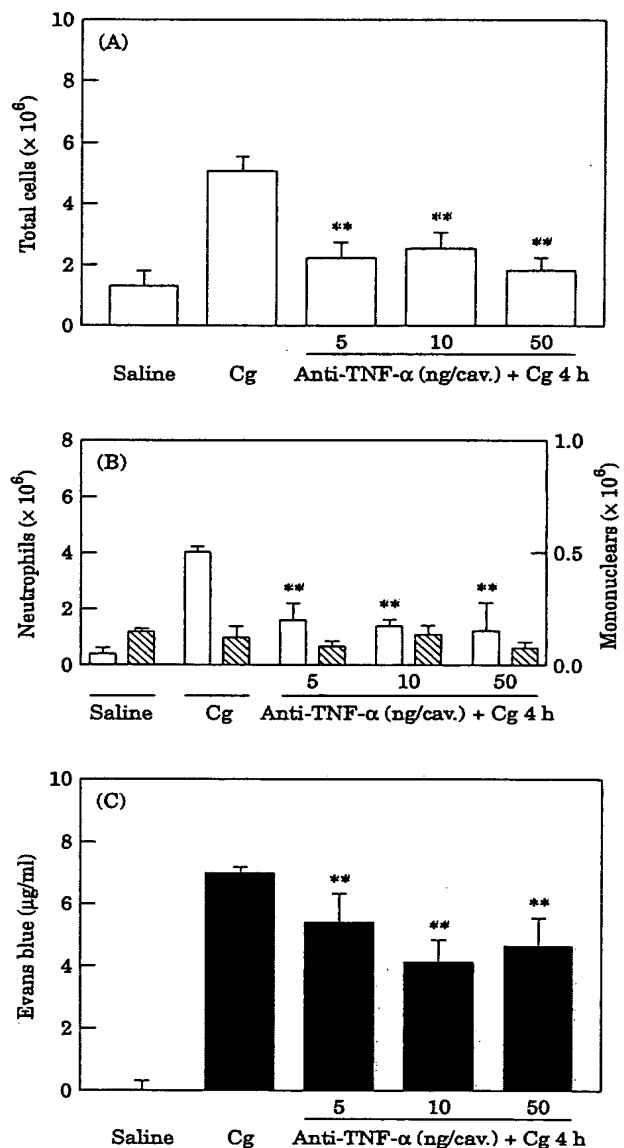 10
(A)
8
6
4
2
0
Total cells (× 10⁶)
**
**
**
5 10 50
Saline Cg Anti-TNF-α (ng/cav.) + Cg 4 h
8
(B)
6
4
2
0
Neutrophils (× 10⁶)
1.0
0.5
0.0
Mononuclears (× 10⁶)
**
**
**
5 10 50
Saline Cg Anti-TNF-α (ng/cav.) + Cg 4 h
10
(C)
8
6
4
2
0
Evans blue (μg/ml)
**
**
**
5 10 50
Saline Cg Anti-TNF-α (ng/cav.) + Cg 4 h